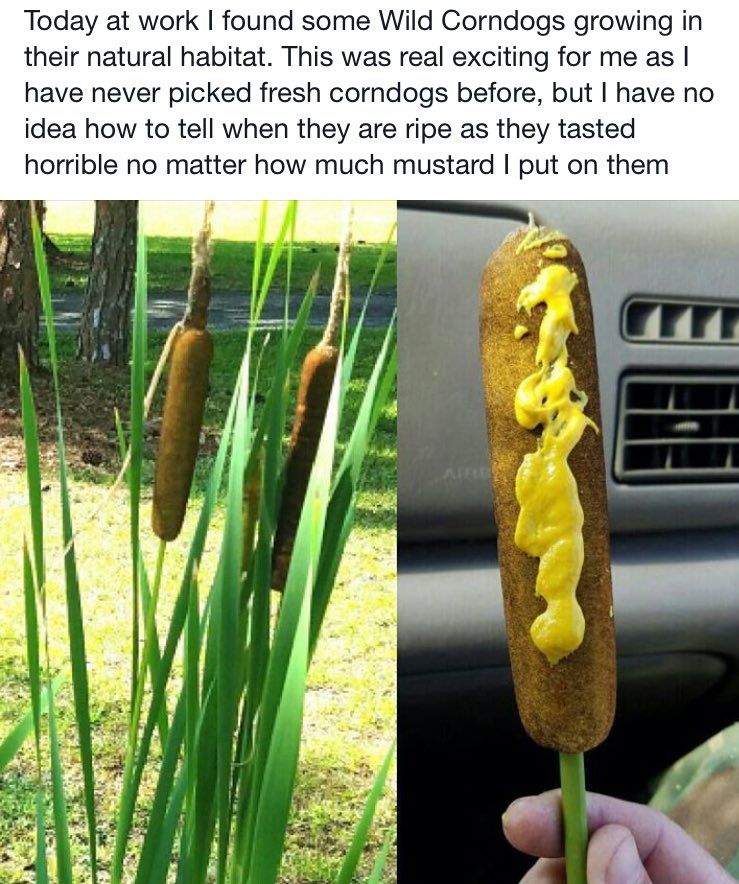 Today at work I found some Wild Corndogs growing in
their natural habitat. This was real exciting for me as I
have never picked fresh corndogs before, but I have no
idea how to tell when they are ripe as they tasted
horrible no matter how much mustard I put on them